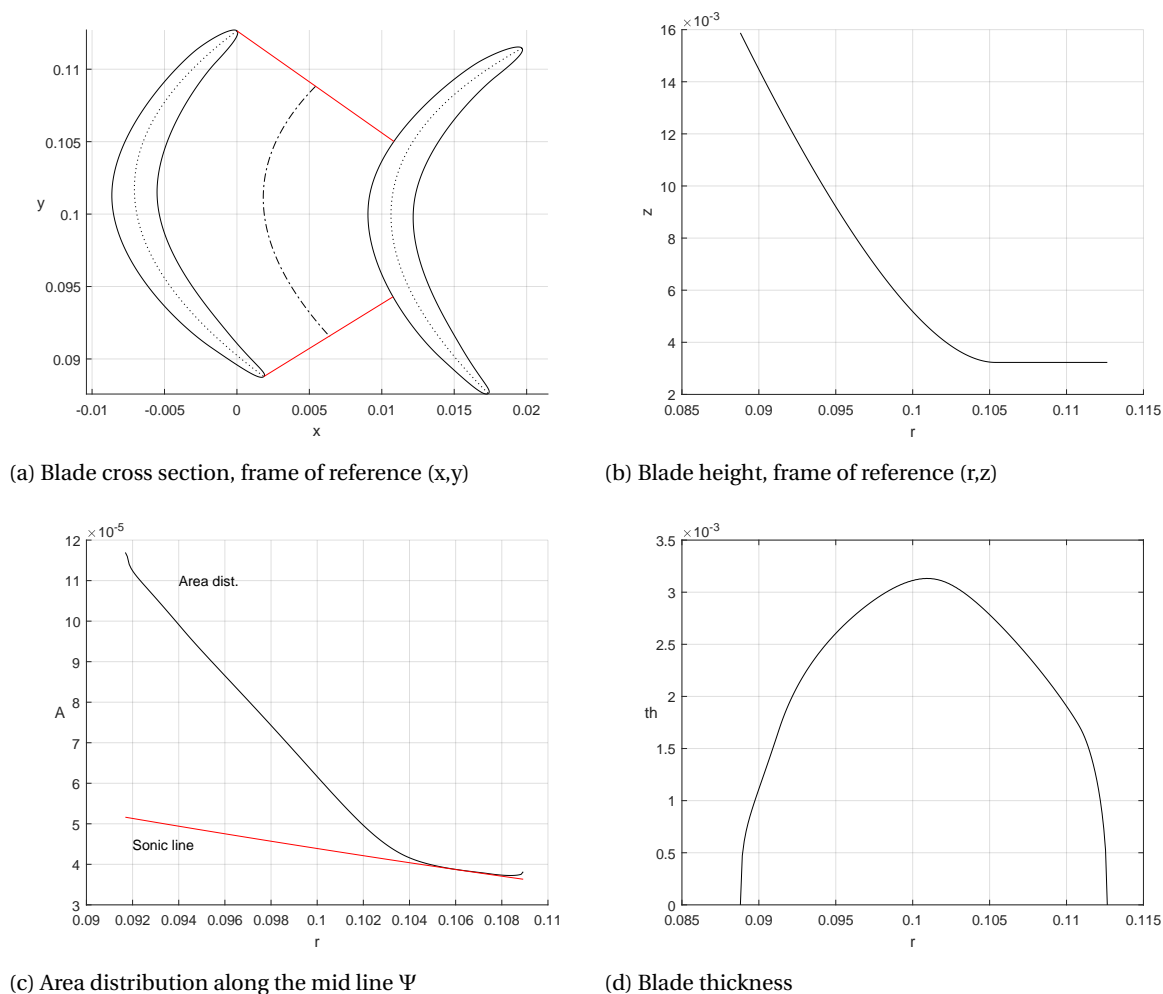 0.11
0.105
y
0.1
0.095
0.09
-0.01 -0.005 0 0.005 0.01 0.015 0.02
x
(a) Blade cross section, frame of reference (x,y)
×10-3
16
14
12
10
z
8
6
4
2
0.085 0.09 0.095 0.1 0.105 0.11 0.115
r
(b) Blade height, frame of reference (r,z)
×10-5
12
11
Area dist.
10
9
8
A
7
6
5
Sonic line
4
3
0.09 0.092 0.094 0.096 0.098 0.1 0.102 0.104 0.106 0.108 0.11
r
(c) Area distribution along the mid line Ψ
×10-3
3.5
3
2.5
2
th
1.5
1
0.5
0
0.085 0.09 0.095 0.1 0.105 0.11 0.115
r
(d) Blade thickness